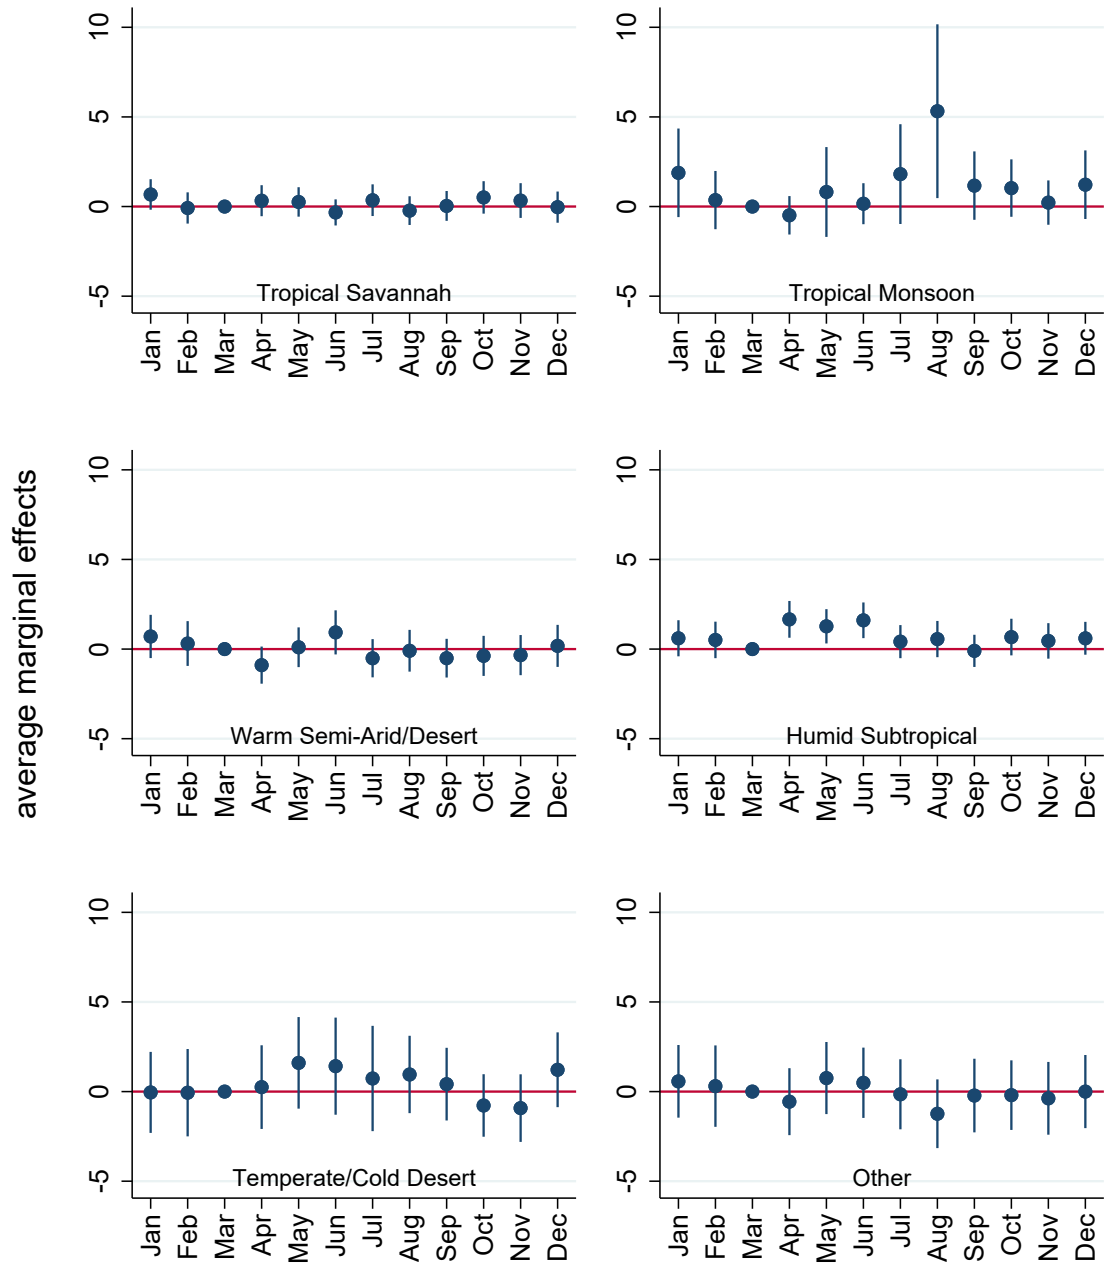 average marginal effects
10
5
0
-5
Tropical Savannah
Jan Feb Mar Apr May Jun Jul Aug Sep Oct Nov Dec
10
5
0
-5
Tropical Monsoon
Jan Feb Mar Apr May Jun Jul Aug Sep Oct Nov Dec
10
5
0
-5
Warm Semi-Arid/Desert
Jan Feb Mar Apr May Jun Jul Aug Sep Oct Nov Dec
10
5
0
-5
Humid Subtropical
Jan Feb Mar Apr May Jun Jul Aug Sep Oct Nov Dec
10
5
0
-5
Temperate/Cold Desert
Jan Feb Mar Apr May Jun Jul Aug Sep Oct Nov Dec
10
5
0
-5
Other
Jan Feb Mar Apr May Jun Jul Aug Sep Oct Nov Dec